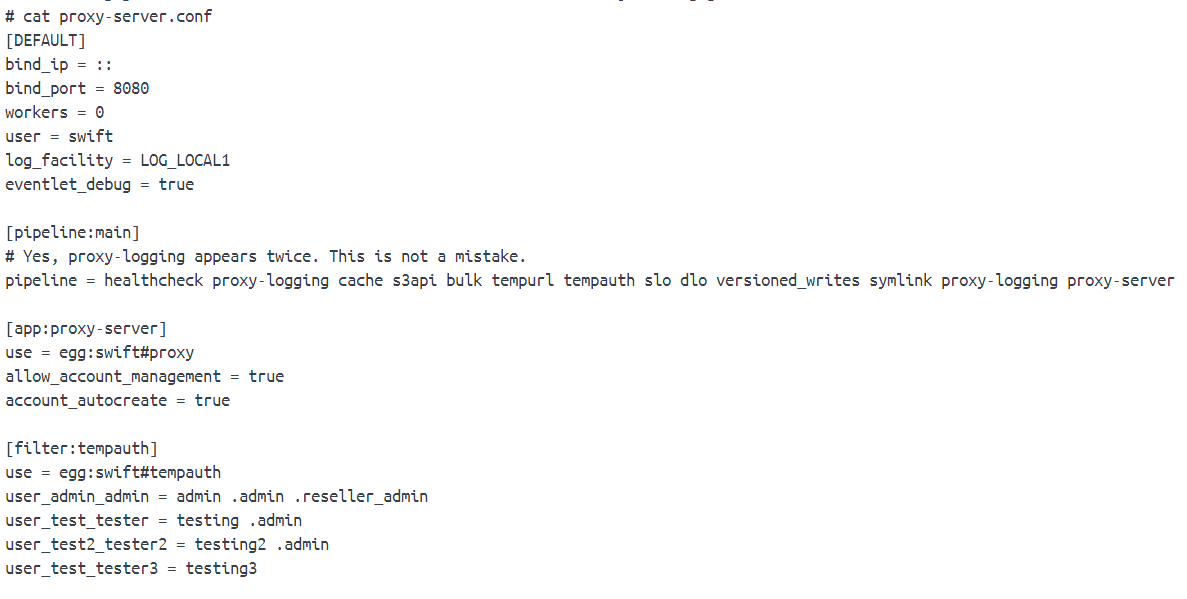 # cat proxy-server.conf
[DEFAULT]
bind_ip = ::
bind_port = 8080
workers = 0
user = swift
log_facility = LOG_LOCAL1
eventlet_debug = true
[pipeline:main]
# Yes, proxy-logging appears twice. This is not a mistake.
pipeline = healthcheck proxy-logging cache s3api bulk tempurl tempauth slo dlo versioned_writes symlink proxy-logging proxy-server
[app:proxy-server]
use = egg:swift#proxy
allow_account_management = true
account_autocreate = true
[filter:tempauth]
use = egg:swift#tempauth
user_admin_admin = admin .admin .reseller_admin
user_test_tester = testing .admin
user_test2_tester2 = testing2 .admin
user_test_tester3 = testing3